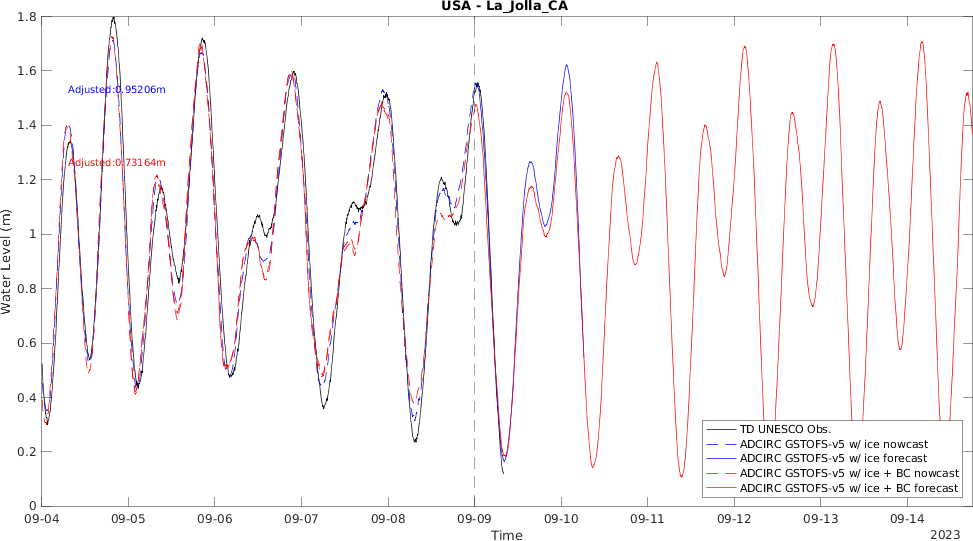 USA - La_Jolla_CA
1.8
1.6
1.4
1.2
1
0.8
0.6
0.4
0.2
0
Water Level (m)
Adjusted:0.95206m
Adjusted:0.73164m
TD UNESCO Obs.
ADCIRC GSTOFS-v5 w/ ice nowcast
ADCIRC GSTOFS-v5 w/ ice forecast
ADCIRC GSTOFS-v5 w/ ice + BC nowcast
ADCIRC GSTOFS-v5 w/ ice + BC forecast
09-04 09-05 09-06 09-07 09-08 09-09 09-10 09-11 09-12 09-13 09-14
Time
2023